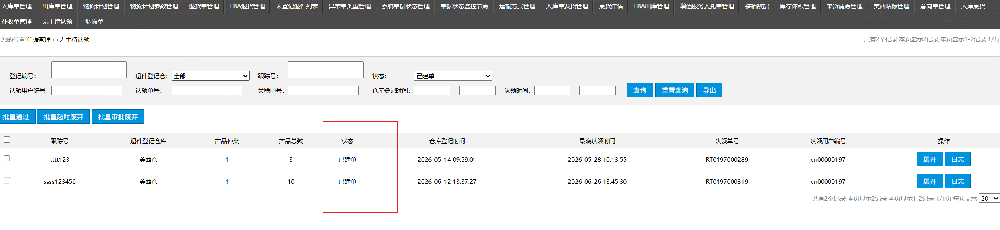 入库单管理 出库单管理 物流计划管理 物流计划参数管理 退货单管理 FBA退货管理 未登记退件列表 异常单类型管理 系统单据状态管理 单据状态监控节点 运输方式管理 入库单发货管理 点货详情 FBA出库管理 增值服务委托单管理 装箱数据 库存体积管理 来货清点管理 美西贴标管理 意向单管理 入库点货
补收单管理 无主待认领 调拨单
您的位置 单据管理>>无主待认领 共有2个记录 本页显示2记录 本页显示1-2记录 1/1页
登记编号： 退件登记仓： 全部 跟踪号： 状态： 已建单
认领用户编号： 认领单号： 关联单号： 仓库登记时间： -- 认领时间： -- 查询 重置查询 导出
批量通过 批量超时废弃 批量审批废弃
跟踪号 退件登记仓库 产品种类 产品总数 状态 仓库登记时间 最晚认领时间 认领单号 认领用户编号 操作
tttt123 美西仓 1 3 已建单 2026-05-14 09:59:01 2026-05-28 10:13:55 RT0197000289 cn00000197 展开 日志
ssss123456 美西仓 1 10 已建单 2026-06-12 13:37:27 2026-06-26 13:45:30 RT0197000319 cn00000197 展开 日志
共有2个记录 本页显示2记录 本页显示1-2记录 1/1页 每页显示 20